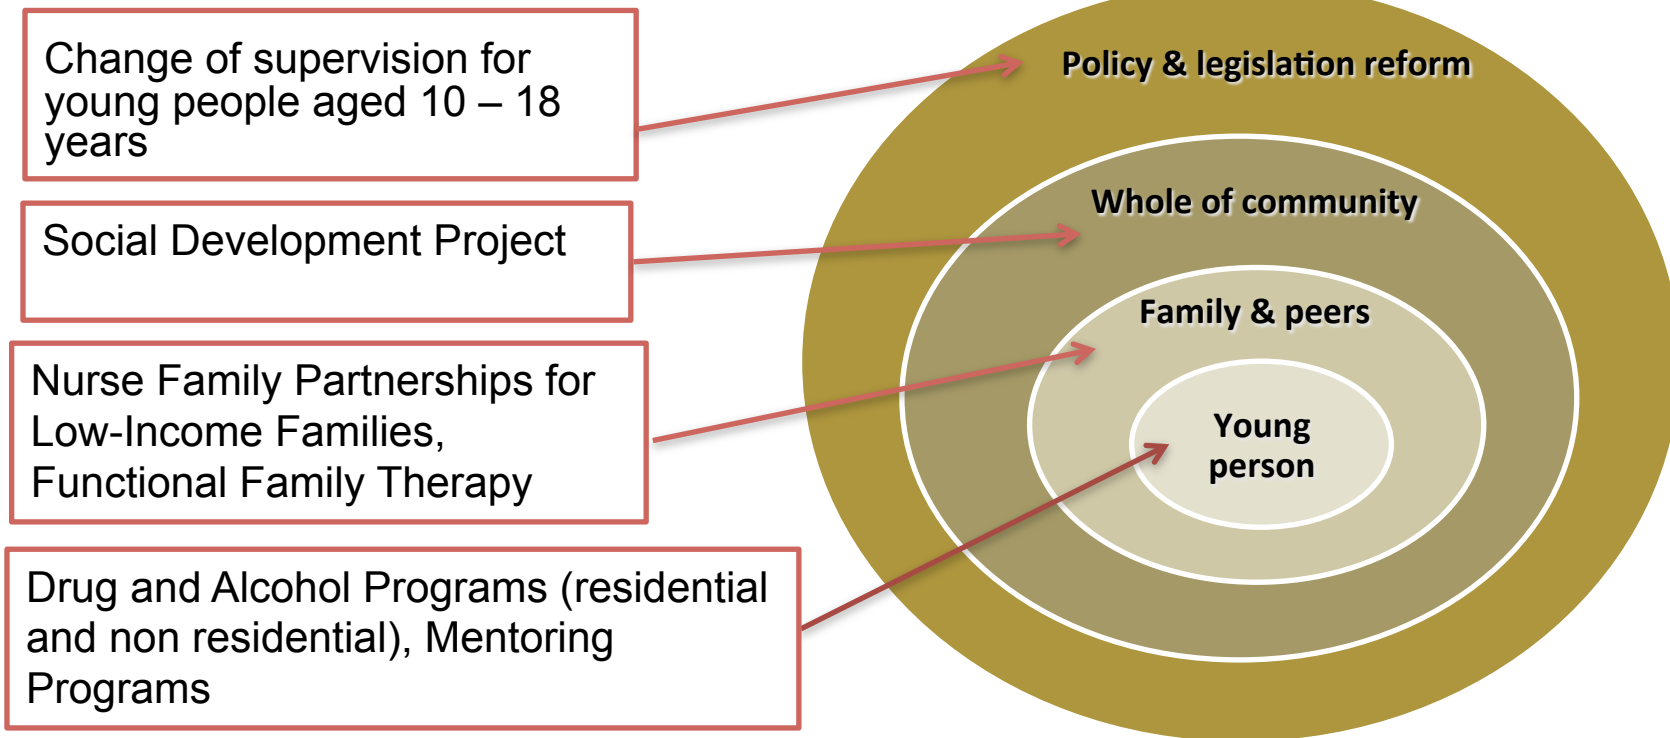 Change of supervision for
young people aged 10 – 18
years
Social Development Project
Nurse Family Partnerships for
Low-Income Families,
Functional Family Therapy
Drug and Alcohol Programs (residential
and non residential), Mentoring
Programs
Policy & legislation reform
Whole of community
Family & peers
Young
person